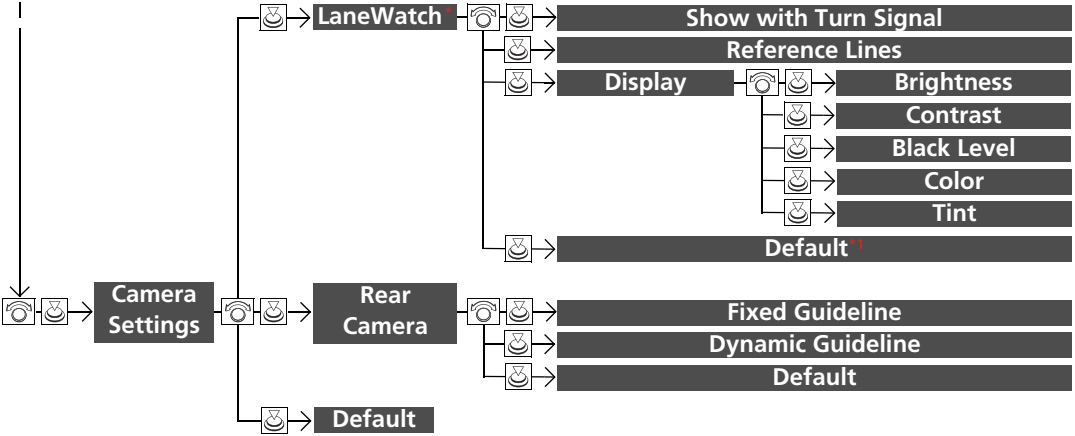 LaneWatch*
Show with Turn Signal
Reference Lines
Display
Brightness
Contrast
Black Level
Color
Tint
Default*1
Camera
Settings
Rear
Camera
Fixed Guideline
Dynamic Guideline
Default
Default